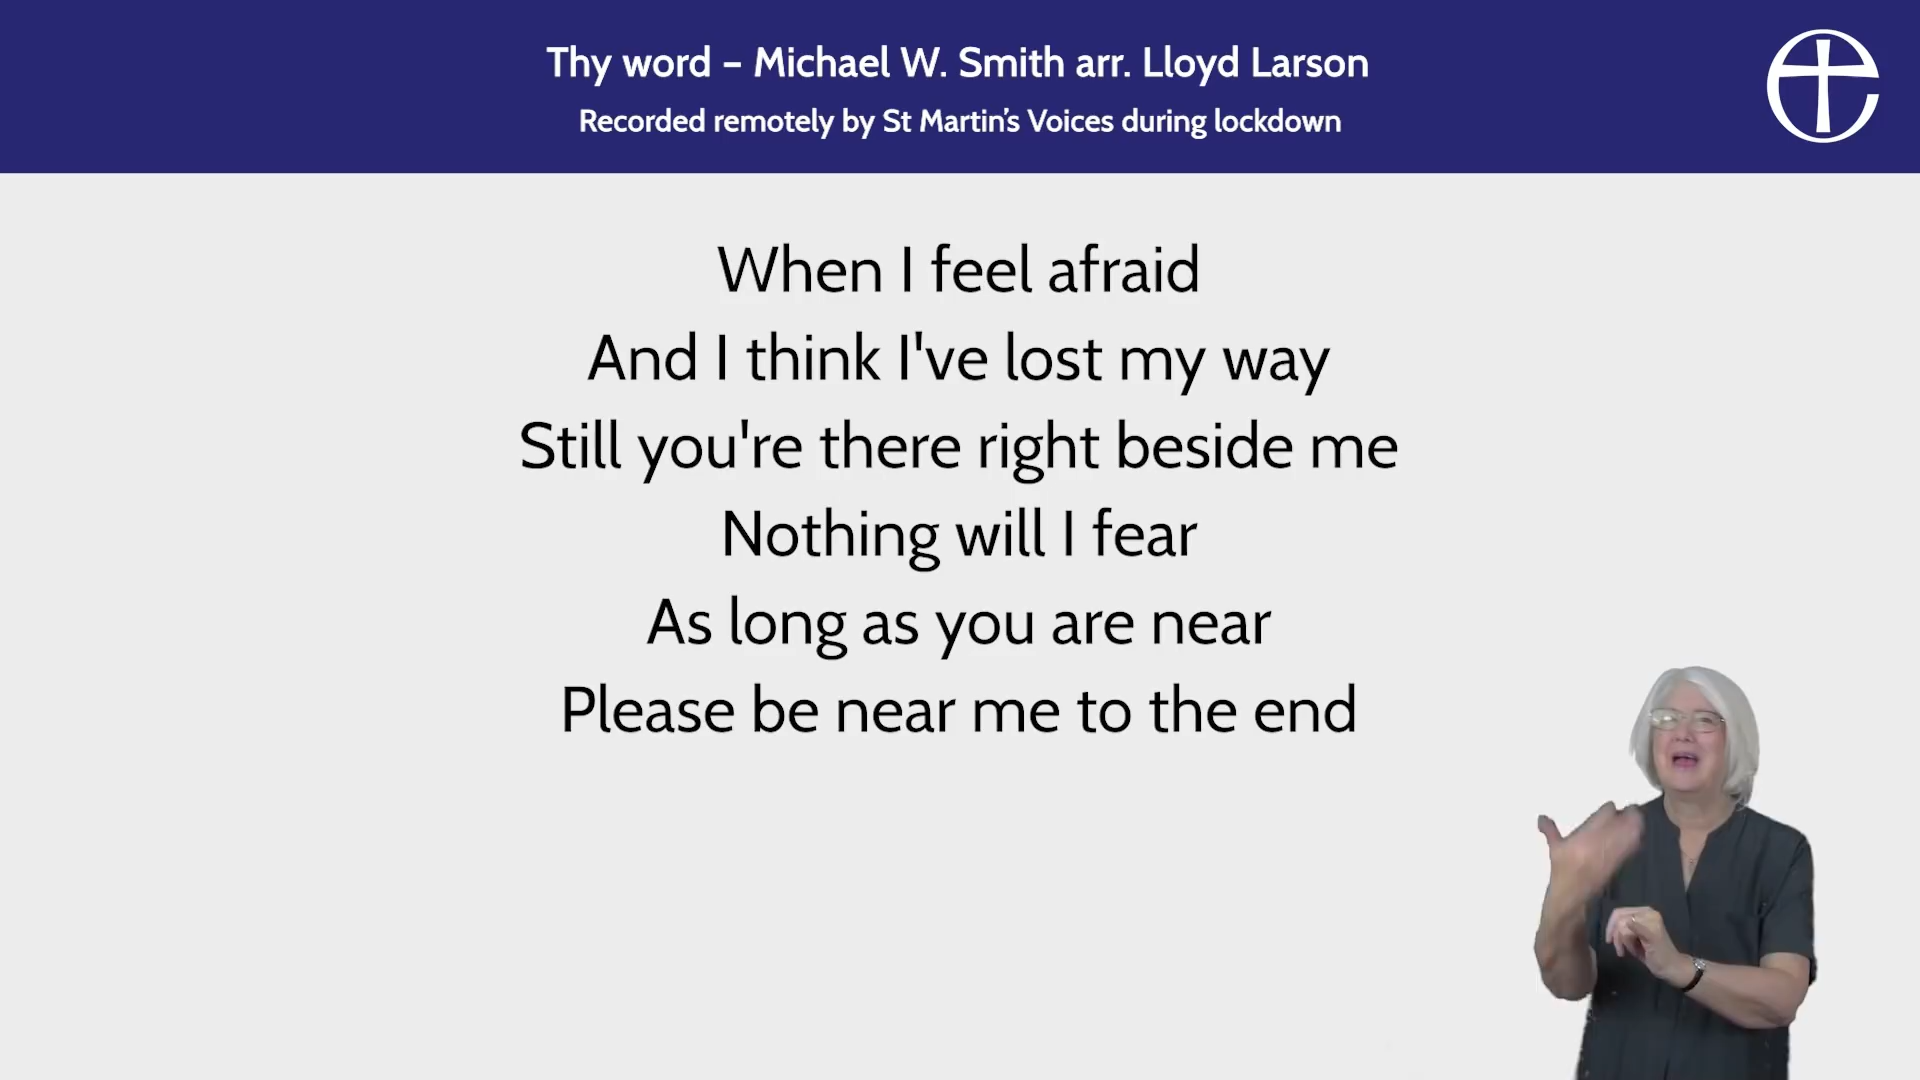 Thy word – Michael W. Smith arr. Lloyd Larson
Recorded remotely by St Martin's Voices during lockdown
When I feel afraid
And I think I've lost my way
Still you're there right beside me
Nothing will I fear
As long as you are near
Please be near me to the end